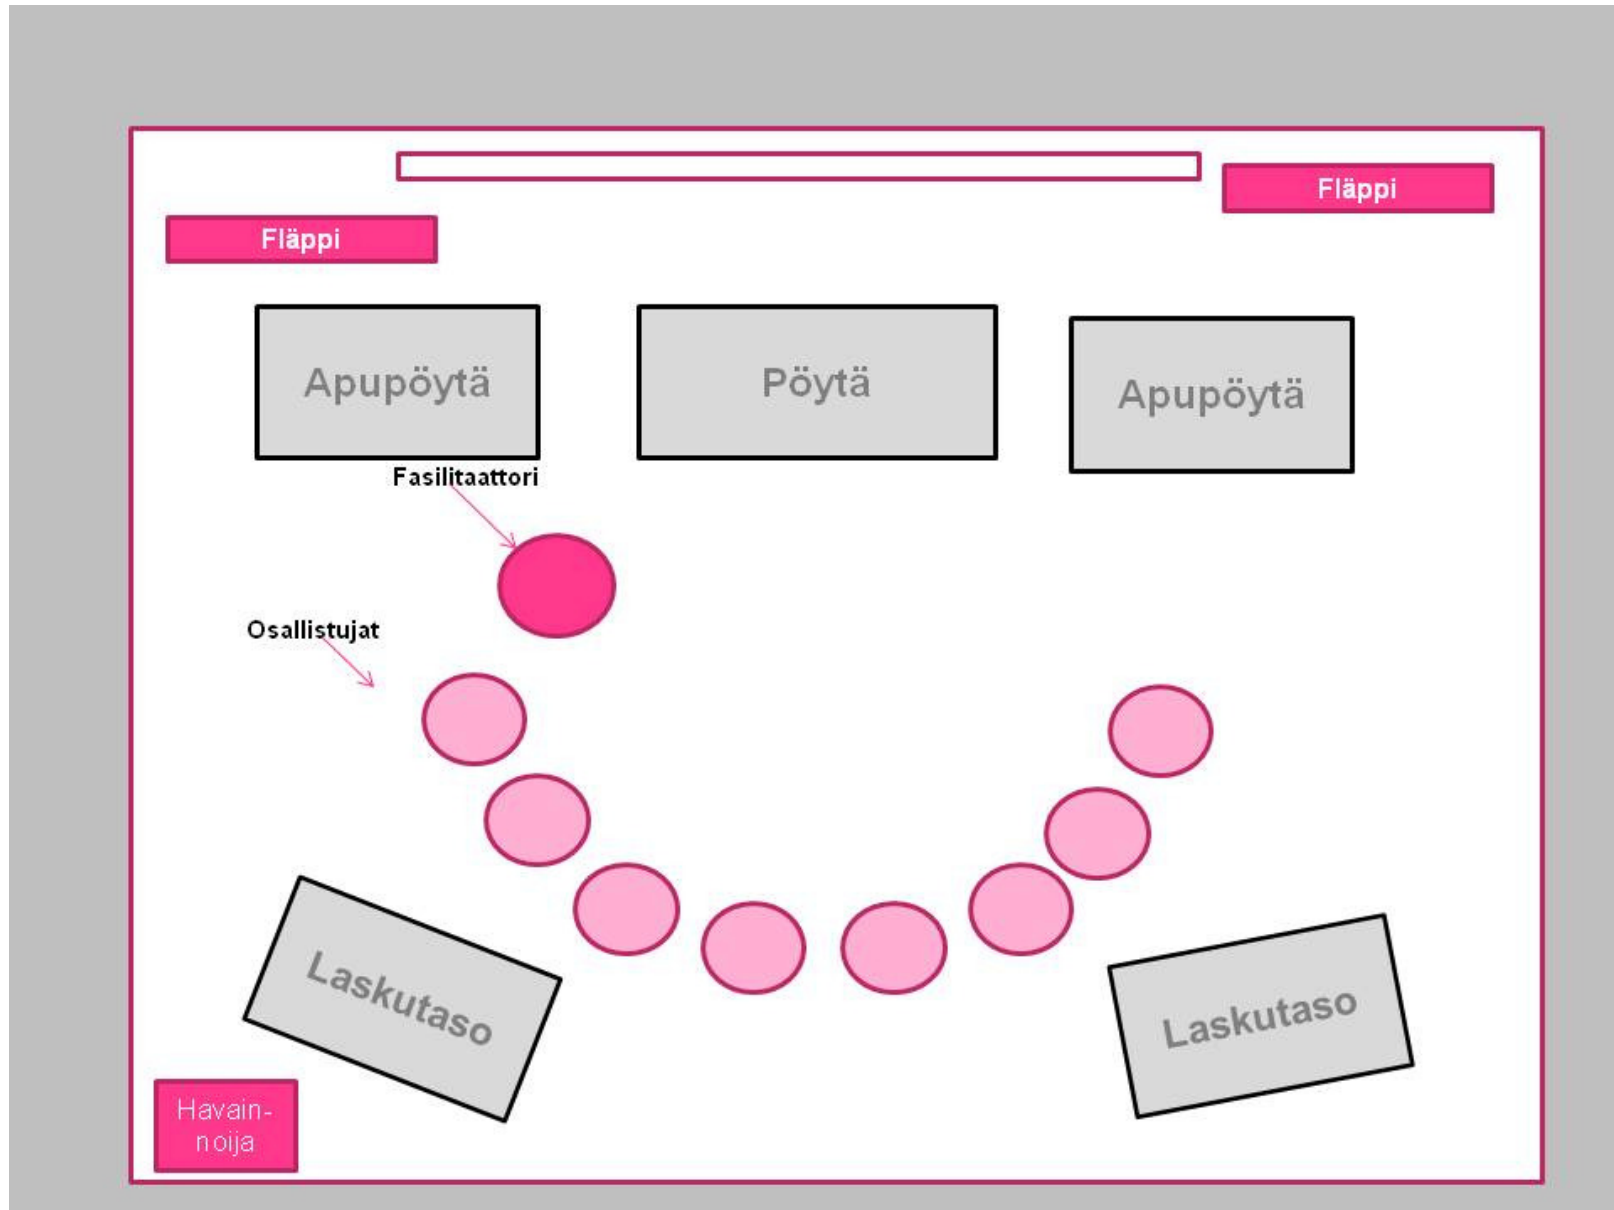 Fläppi
Fläppi
Apupöytä
Pöytä
Apupöytä
Fasilitaattori
Osallistujat
Laskutaso
Laskutaso
Havain-
noija